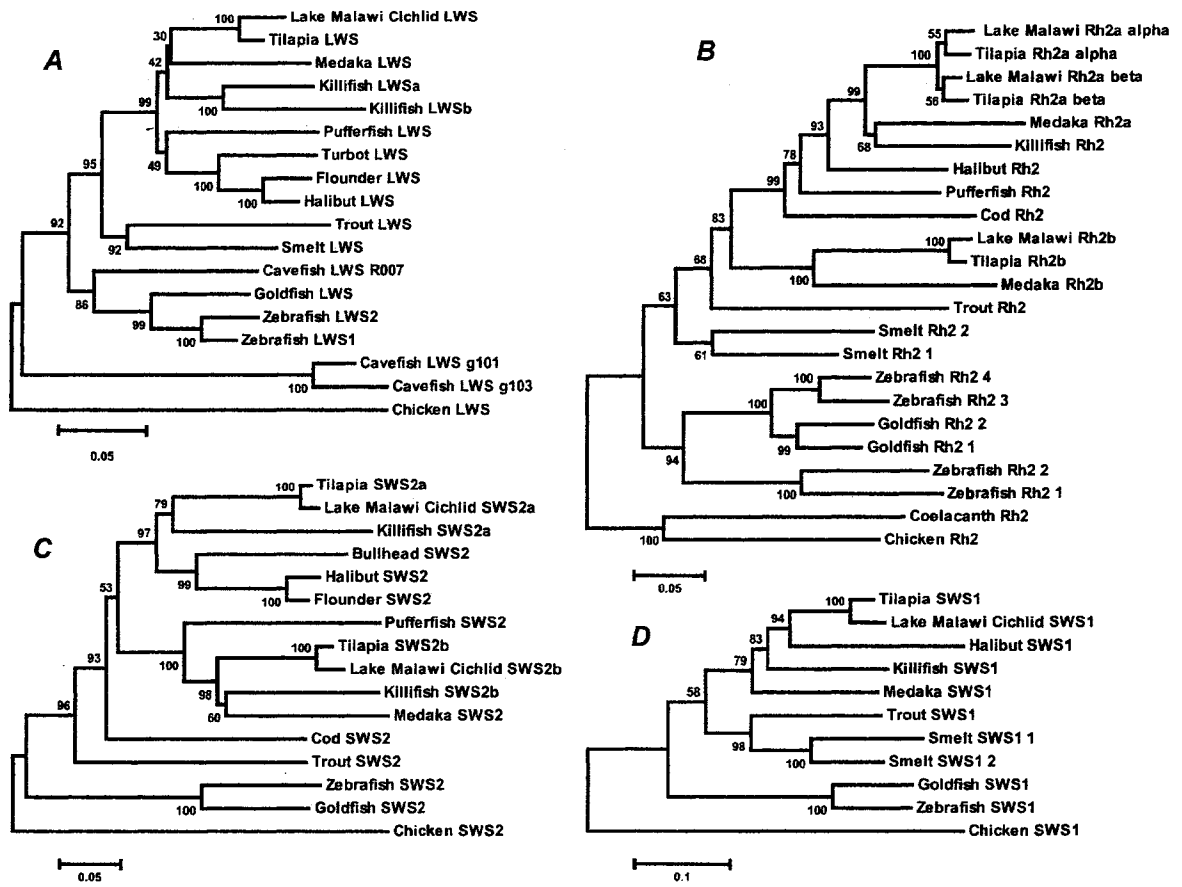 A
Lake Malawi Cichlid LWS
Tilapia LWS
Medaka LWS
Killifish LWSa
Killifish LWSb
Pufferfish LWS
Turbot LWS
Flounder LWS
Halibut LWS
Trout LWS
Smelt LWS
Cavefish LWS R007
Goldfish LWS
Zebrafish LWS2
Zebrafish LWS1
Cavefish LWS g101
Cavefish LWS g103
Chicken LWS
100
30
42
100
99
49
100
100
95
92
92
86
99
100
100
0.05
B
Lake Malawi Rh2a alpha
Tilapia Rh2a alpha
Lake Malawi Rh2a beta
Tilapia Rh2a beta
Medaka Rh2a
Killifish Rh2
Halibut Rh2
Pufferfish Rh2
Cod Rh2
Lake Malawi Rh2b
Tilapia Rh2b
Medaka Rh2b
Trout Rh2
Smelt Rh2 2
Smelt Rh2 1
Zebrafish Rh2 4
Zebrafish Rh2 3
Goldfish Rh2 2
Goldfish Rh2 1
Zebrafish Rh2 2
Zebrafish Rh2 1
Coelacanth Rh2
Chicken Rh2
55
100
56
99
68
93
78
99
83
100
100
68
63
61
100
100
99
94
100
100
0.05
C
Tilapia SWS2a
Lake Malawi Cichlid SWS2a
Killifish SWS2a
Bullhead SWS2
Halibut SWS2
Flounder SWS2
Pufferfish SWS2
Tilapia SWS2b
Lake Malawi Cichlid SWS2b
Killifish SWS2b
Medaka SWS2
Cod SWS2
Trout SWS2
Zebrafish SWS2
Goldfish SWS2
Chicken SWS2
100
79
97
99
100
53
100
100
98
60
93
96
100
0.05
D
Tilapia SWS1
Lake Malawi Cichlid SWS1
Halibut SWS1
Killifish SWS1
Medaka SWS1
Trout SWS1
Smelt SWS1 1
Smelt SWS1 2
Goldfish SWS1
Zebrafish SWS1
Chicken SWS1
100
94
83
79
58
98
100
100
0.1